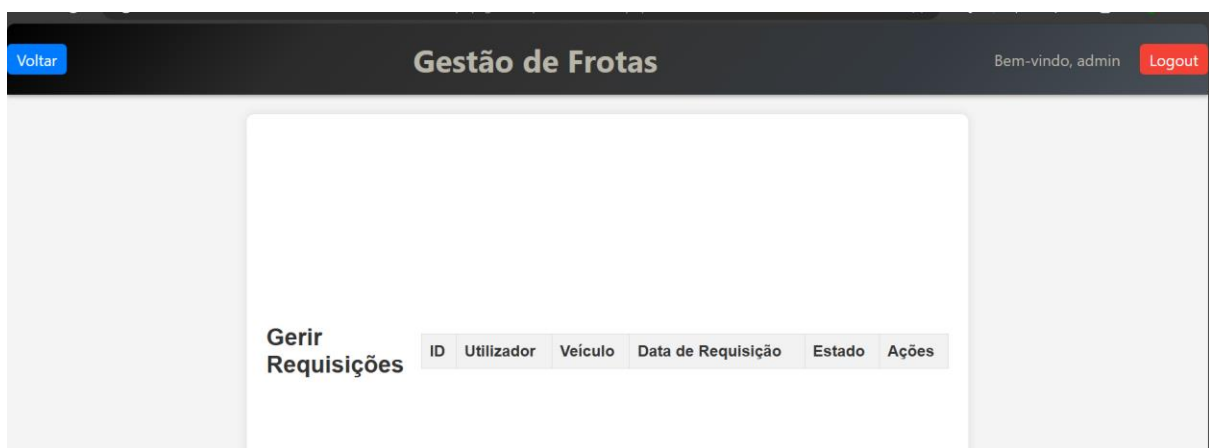 Voltar
Gestão de Frotas
Bem-vindo, admin
Logout
Gerir
Requisições
ID Utilizador Veículo Data de Requisição Estado Ações